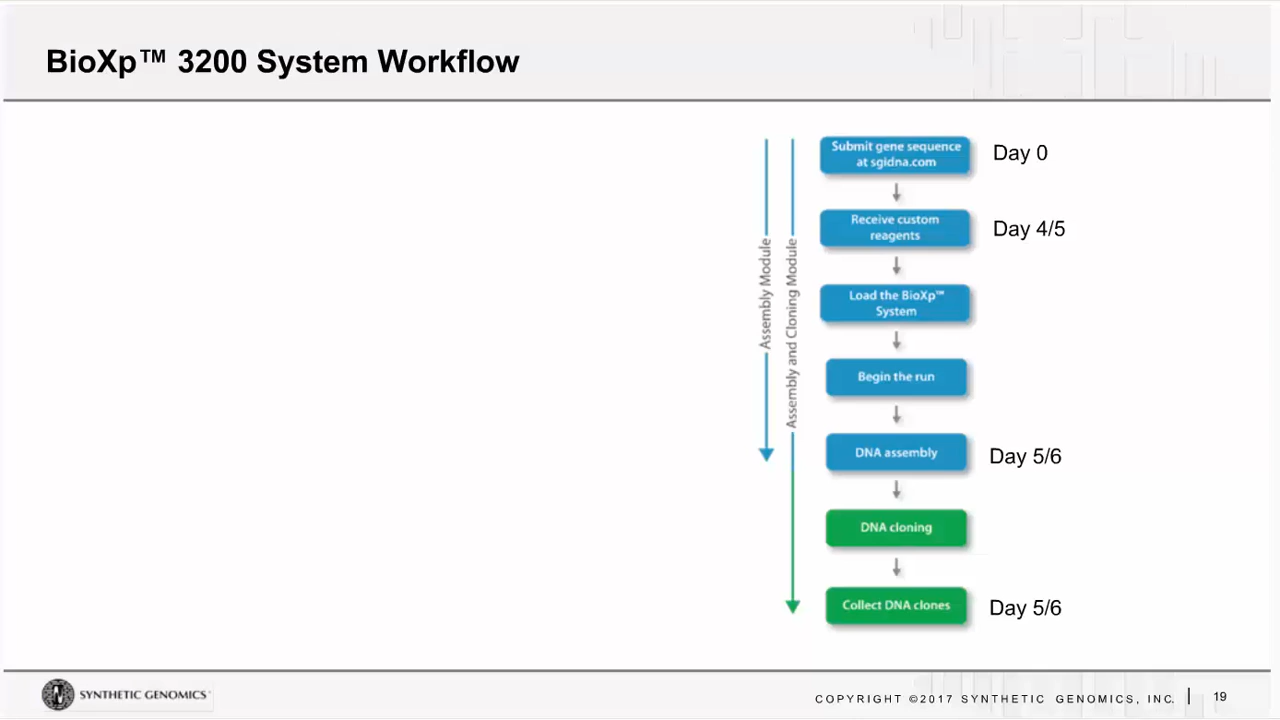 BioXp™ 3200 System Workflow
Submit gene sequence
at sgidna.com
Day 0
Receive custom
reagents
Day 4/5
Assembly Module
Assembly and Cloning Module
Load the BioXp™
System
Begin the run
DNA assembly
Day 5/6
DNA cloning
Collect DNA clones
Day 5/6
SYNTHETIC GENOMICS
COPYRIGHT ©2017 SYNTHETIC GENOMICS, INC. | 19